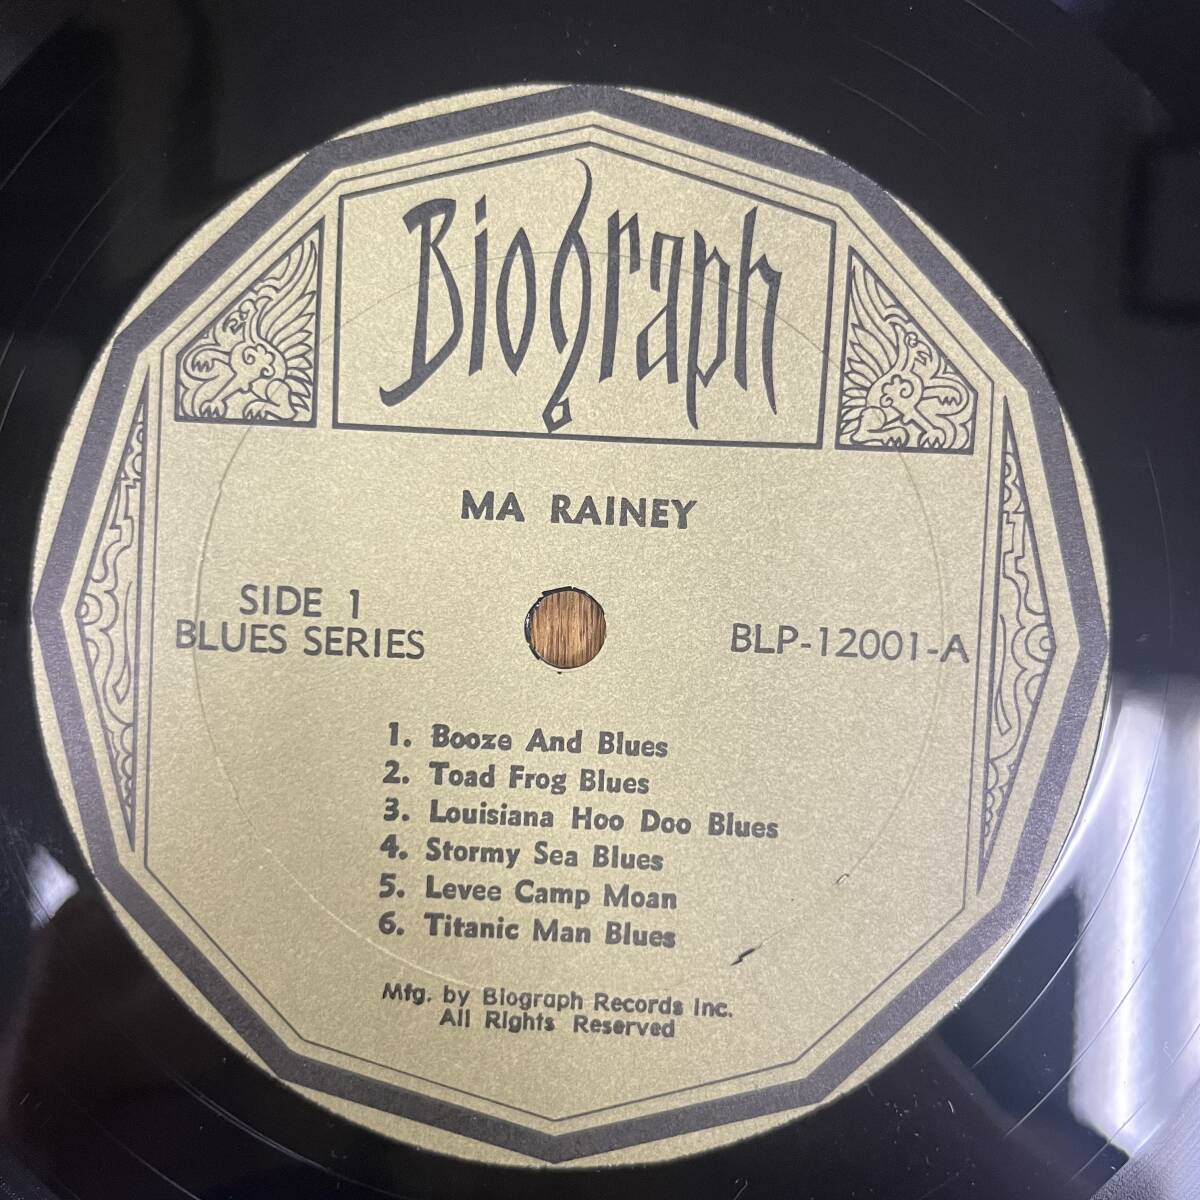 Biograph
MA RAINEY
SIDE 1
BLUES SERIES
BLP-12001-A
1. Booze And Blues
2. Toad Frog Blues
3. Louisiana Hoo Doo Blues
4. Stormy Sea Blues
5. Levee Camp Moan
6. Titanic Man Blues
Mfg. by Biograph Records Inc.
All Rights Reserved